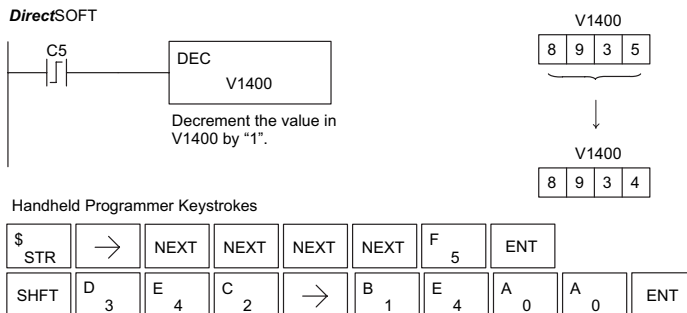 DirectSOFT
C5
DEC
V1400
Decrement the value in
V1400 by “1”.
V1400
8 9 3 5
V1400
8 9 3 4
Handheld Programmer Keystrokes
$ STR → NEXT NEXT NEXT NEXT F 5 ENT
SHFT D 3 E 4 C 2 → B 1 E 4 A 0 A 0 ENT